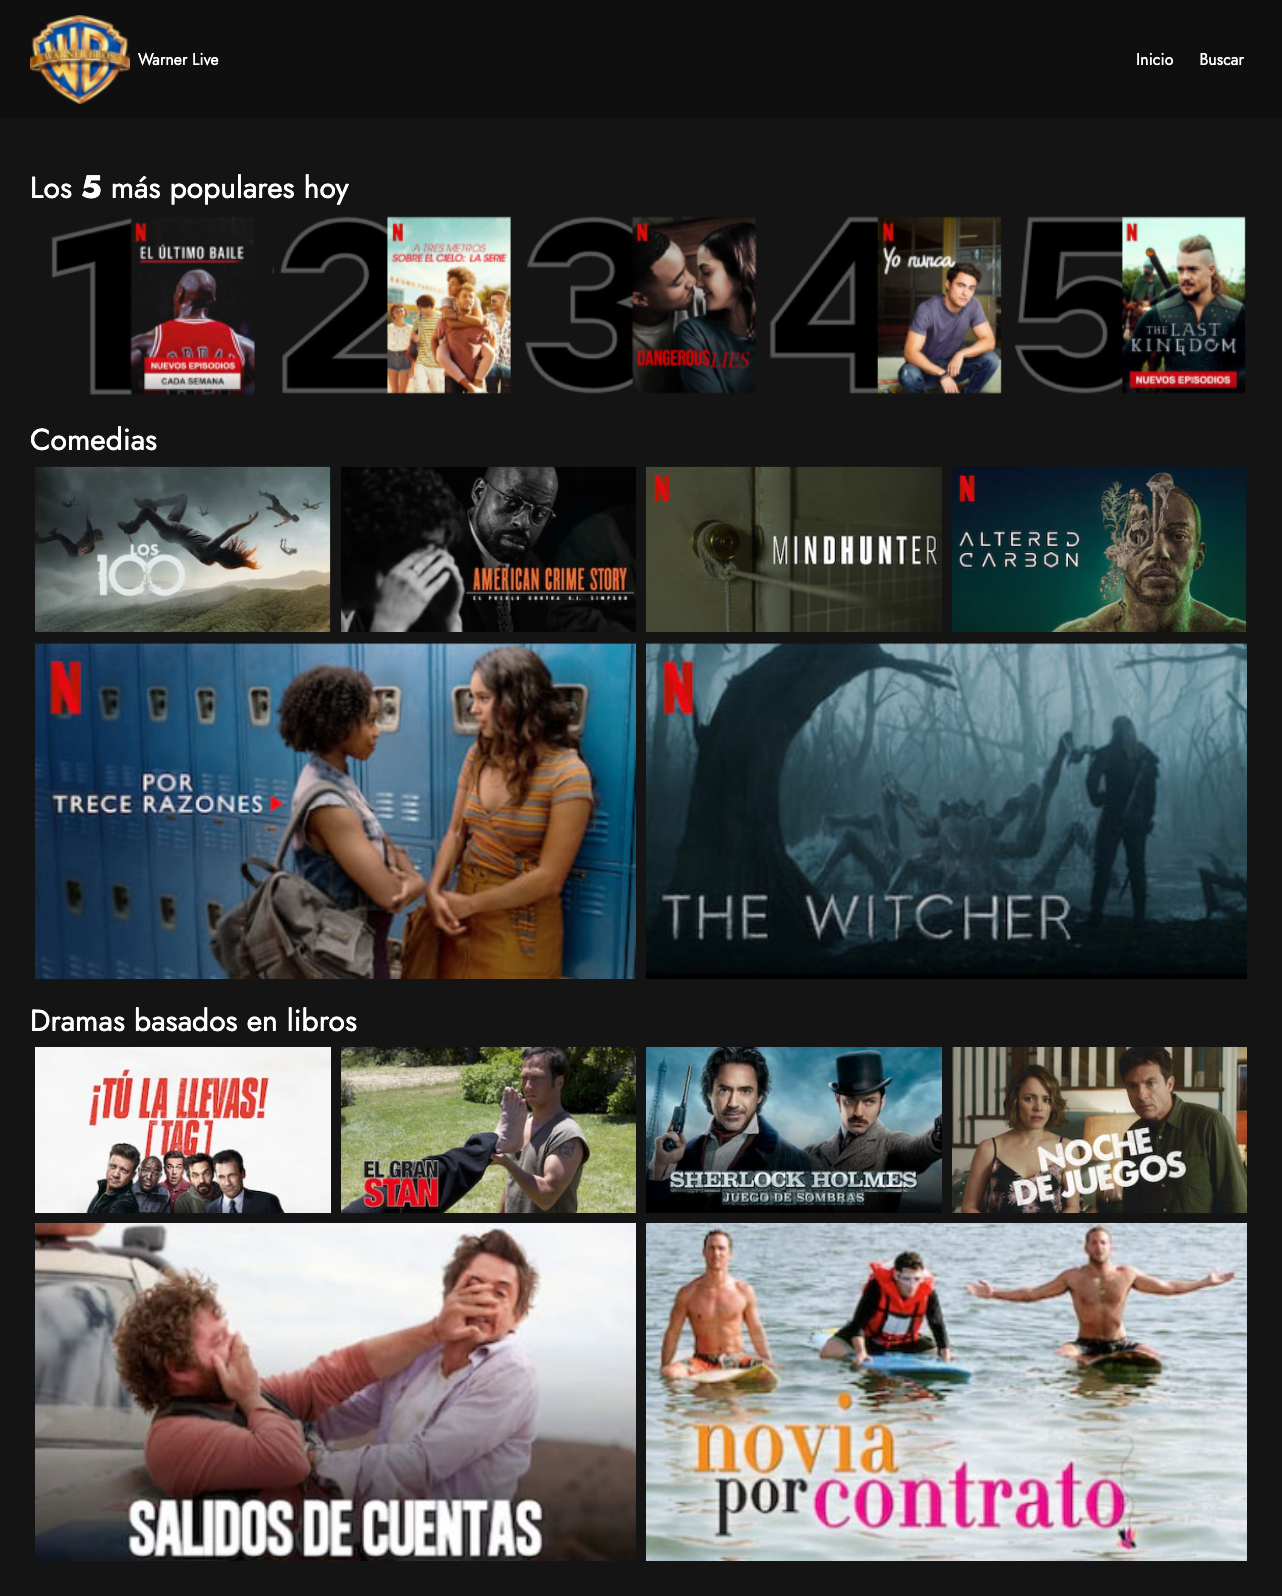 WARNER BROS
Warner Live
Inicio
Buscar
Los 5 más populares hoy
1
N
EL ÚLTIMO BAILE
NUEVOS EPISODIOS
CADA SEMANA
2
N
A TRES METROS
SOBRE EL CIELO: LA SERIE
3
N
DANGEROUS LIES
4
N
Yo nunca
5
N
THE LAST
KINGDOM
NUEVOS EPISODIOS
Comedias
LOS
100
AMERICAN CRIME STORY
EL PUEBLO CONTRA O.J. SIMPSON
N
MINDHUNTER
N
ALTERED
CARBON
N
POR
TRECE RAZONES
N
THE WITCHER
Dramas basados en libros
¡TÚ LA LLEVAS!
[TAG]
EL GRAN
STAN
SHERLOCK HOLMES
JUEGO DE SOMBRAS
NOCHE
DE JUEGOS
SALIDOS DE CUENTAS
novia
por contrato